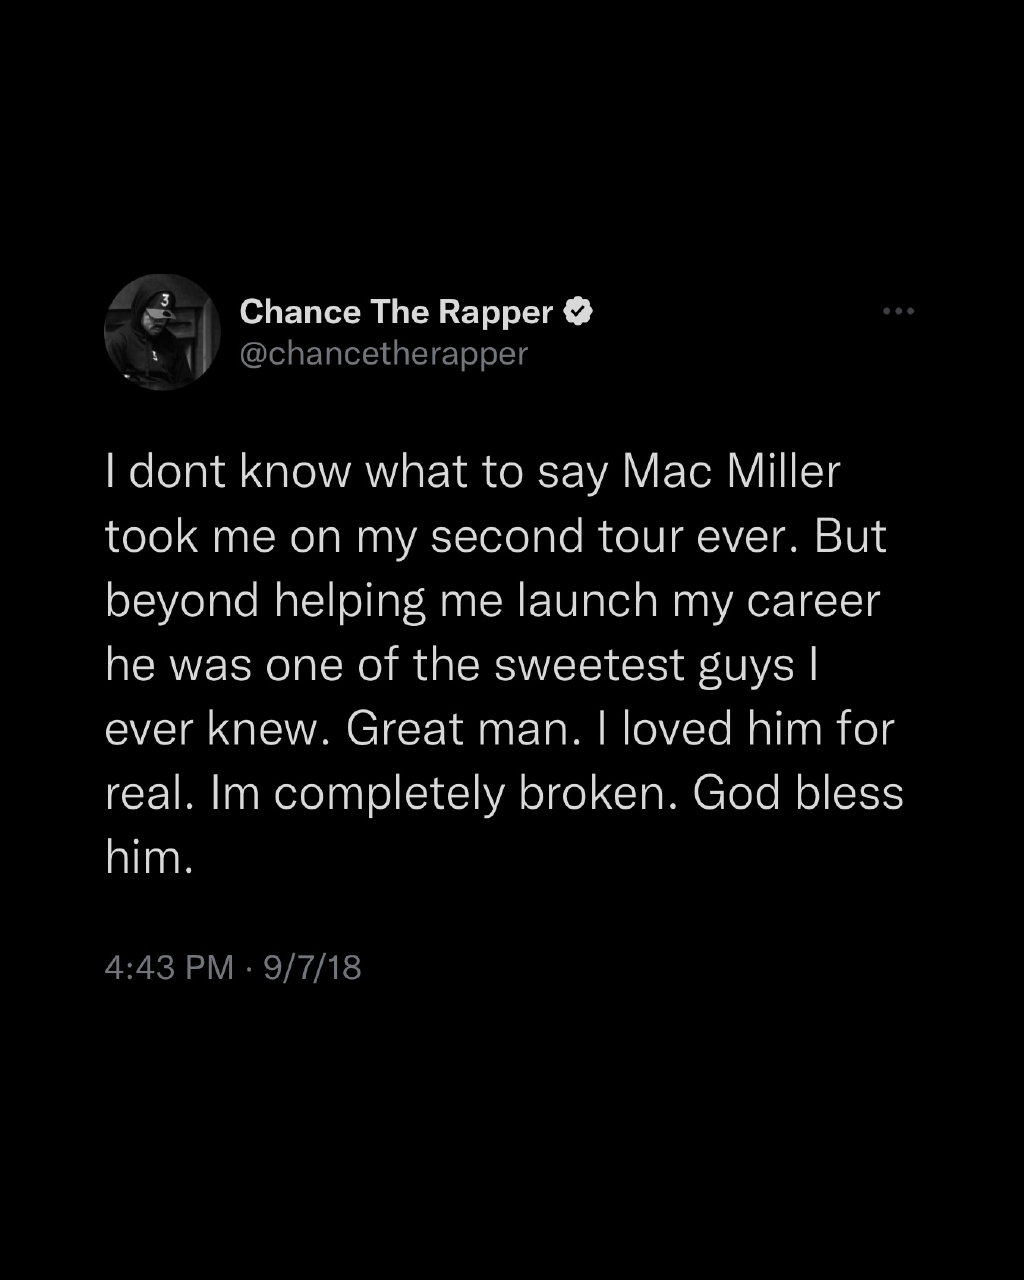 3
Chance The Rapper
@chancetherapper
I dont know what to say Mac Miller
took me on my second tour ever. But
beyond helping me launch my career
he was one of the sweetest guys I
ever knew. Great man. I loved him for
real. Im completely broken. God bless
him.
4:43 PM · 9/7/18